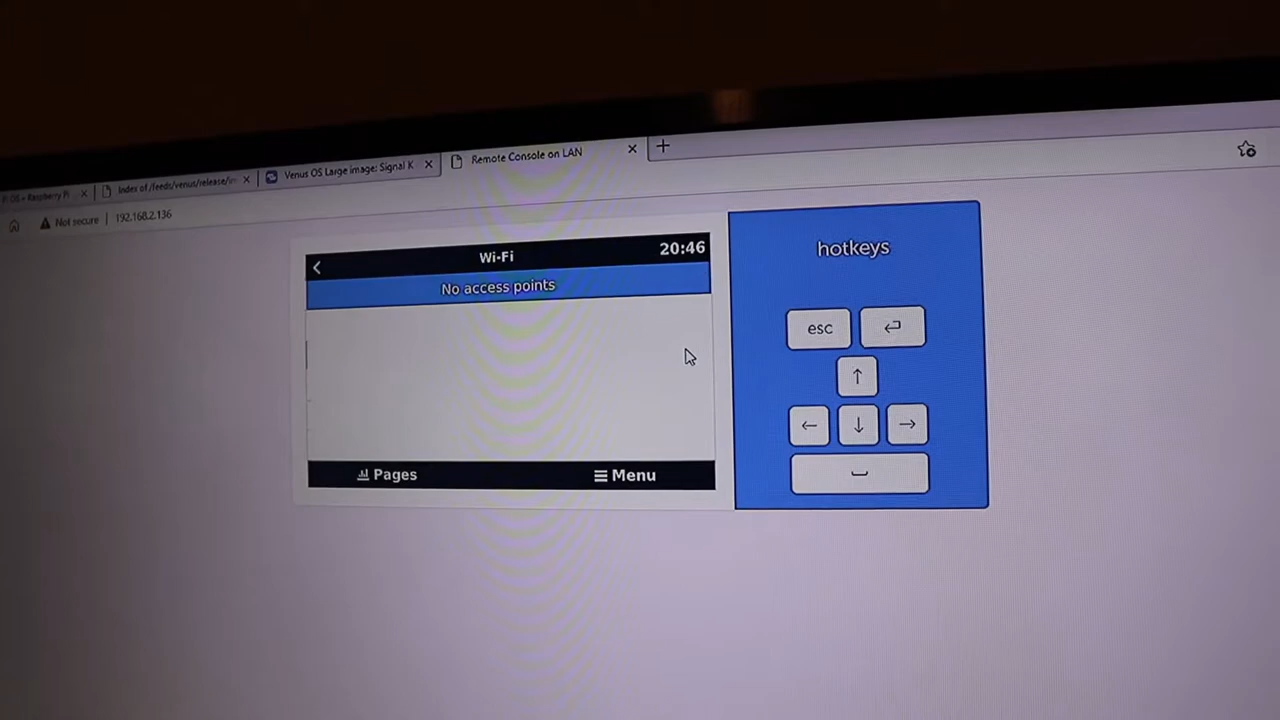 Index of /feeds/venus/release/
Venus OS Large image: Signal K
Remote Console on LAN
Not secure
192.168.2.136
Wi-Fi
20:46
No access points
Pages
Menu
hotkeys
esc